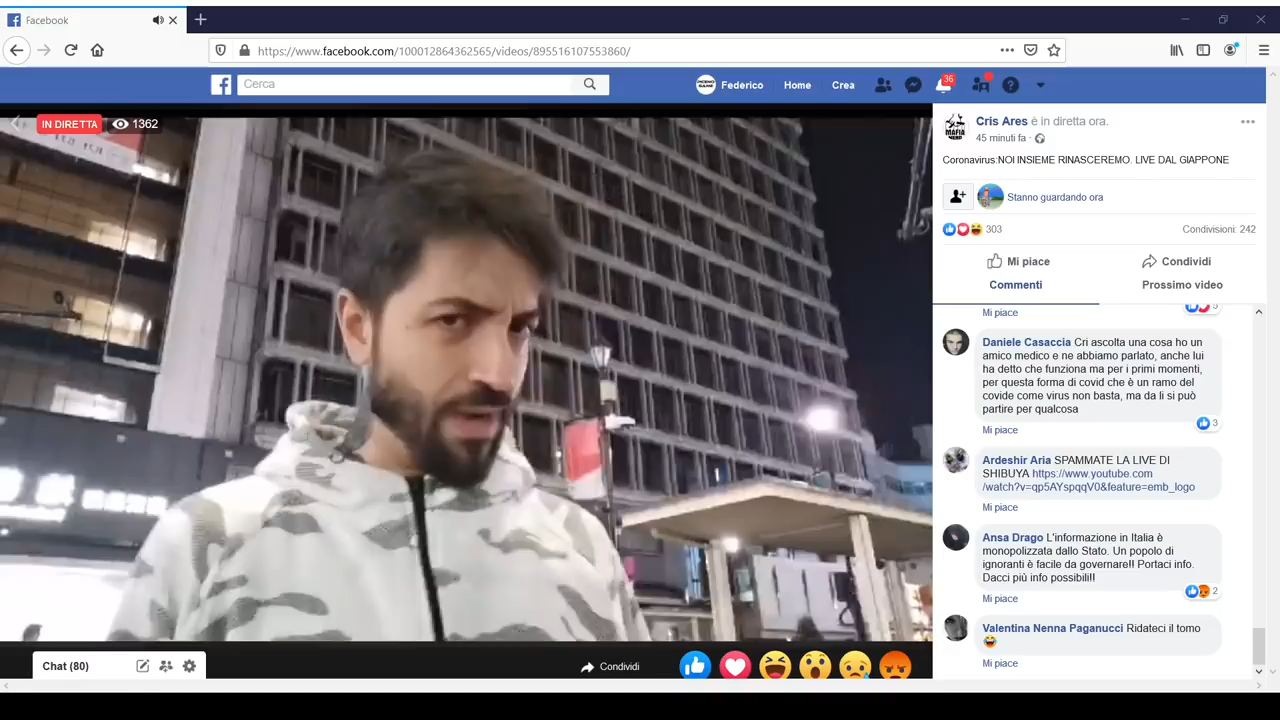 Facebook
https://www.facebook.com/100012864362565/videos/895516107553860/
Cerca
Federico
Home
Crea
36
IN DIRETTA
1362
MAFIA
Cris Ares è in diretta ora.
45 minuti fa ·
Coronavirus:NOI INSIEME RINASCEREMO. LIVE DAL GIAPPONE
Stanno guardando ora
303
Condivisioni: 242
Mi piace
Condividi
Commenti
Prossimo video
5
Mi piace
Daniele Casaccia Cri ascolta una cosa ho un
amico medico e ne abbiamo parlato, anche lui
ha detto che funziona ma per i primi momenti,
per questa forma di covid che è un ramo del
covide come virus non basta, ma da li si può
partire per qualcosa
3
Mi piace
Ardeshir Aria SPAMMATE LA LIVE DI
SHIBUYA https://www.youtube.com
/watch?v=qp5AYspqqV0&feature=emb_logo
Mi piace
Ansa Drago L'informazione in Italia è
monopolizzata dallo Stato. Un popolo di
ignoranti è facile da governare!! Portaci info.
Dacci più info possibili!!
2
Mi piace
Valentina Nenna Paganucci Ridateci il tomo
😂
Mi piace
Chat (80)
Condividi